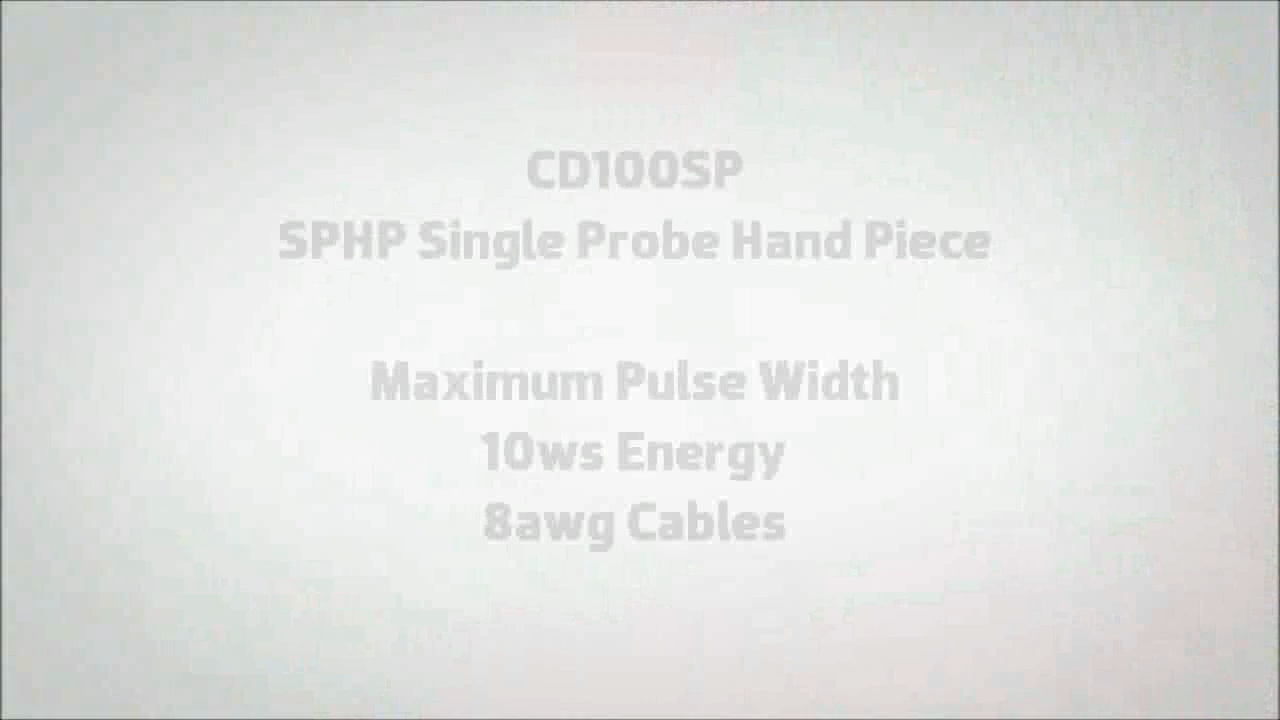 CD100SP
SPHP Single Probe Hand Piece
Maximum Pulse Width
10ws Energy
8awg Cables